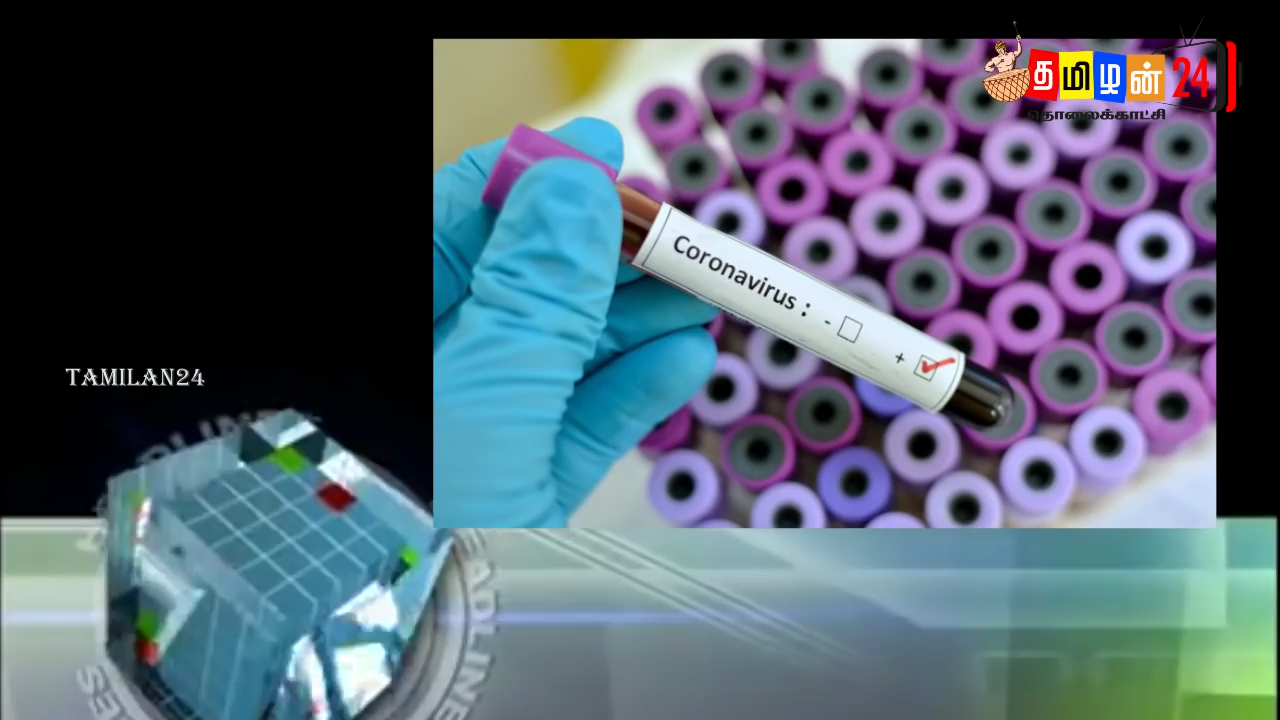 தமிழன் 24
தொலைக்காட்சி
Coronavirus : -
+
TAMILAN24